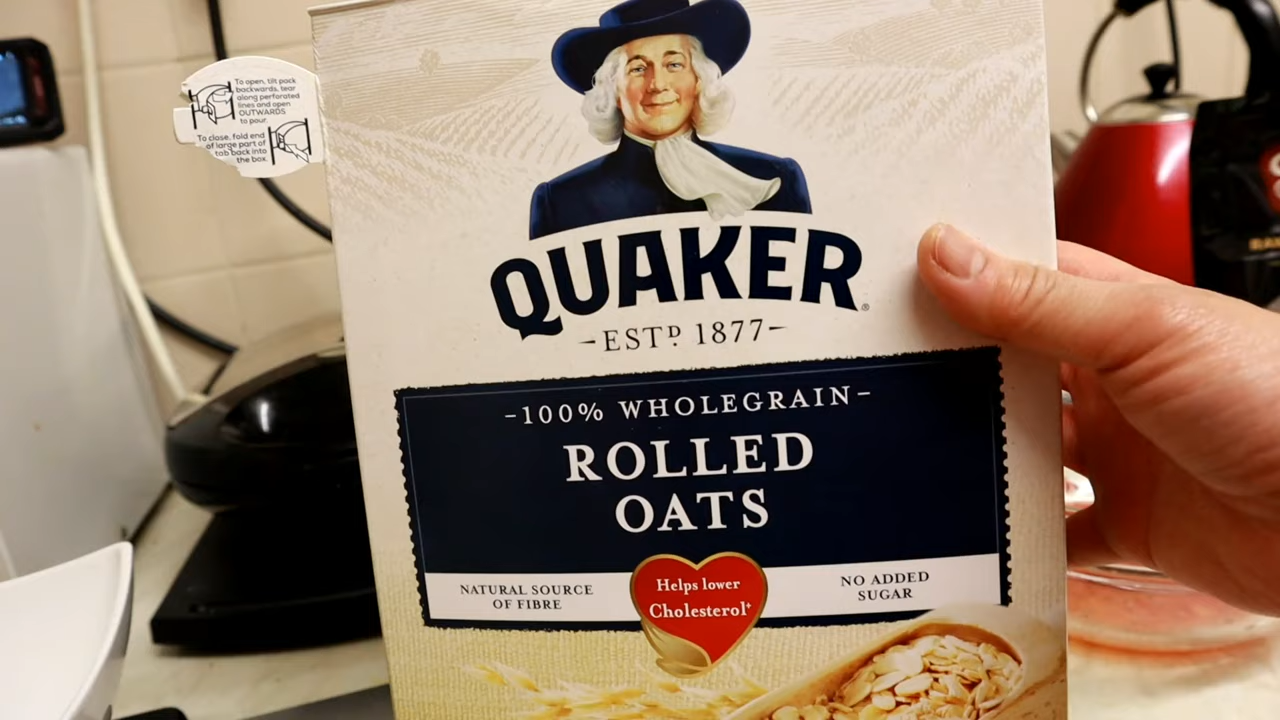 To open, tilt pack
backwards, tear
along perforated
lines and open
OUTWARDS
to pour.
To close, fold end
of large part of
tab back into
the box.
QUAKER®
-ESTD. 1877-
-100% WHOLEGRAIN-
ROLLED
OATS
NATURAL SOURCE
OF FIBRE
Helps lower
Cholesterol†
NO ADDED
SUGAR